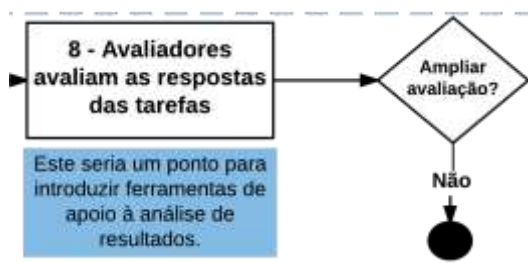 8 - Avaliadores
avaliam as respostas
das tarefas
Ampliar
avaliação?
Este seria um ponto para
introduzir ferramentas de
apoio à análise de
resultados.
Não